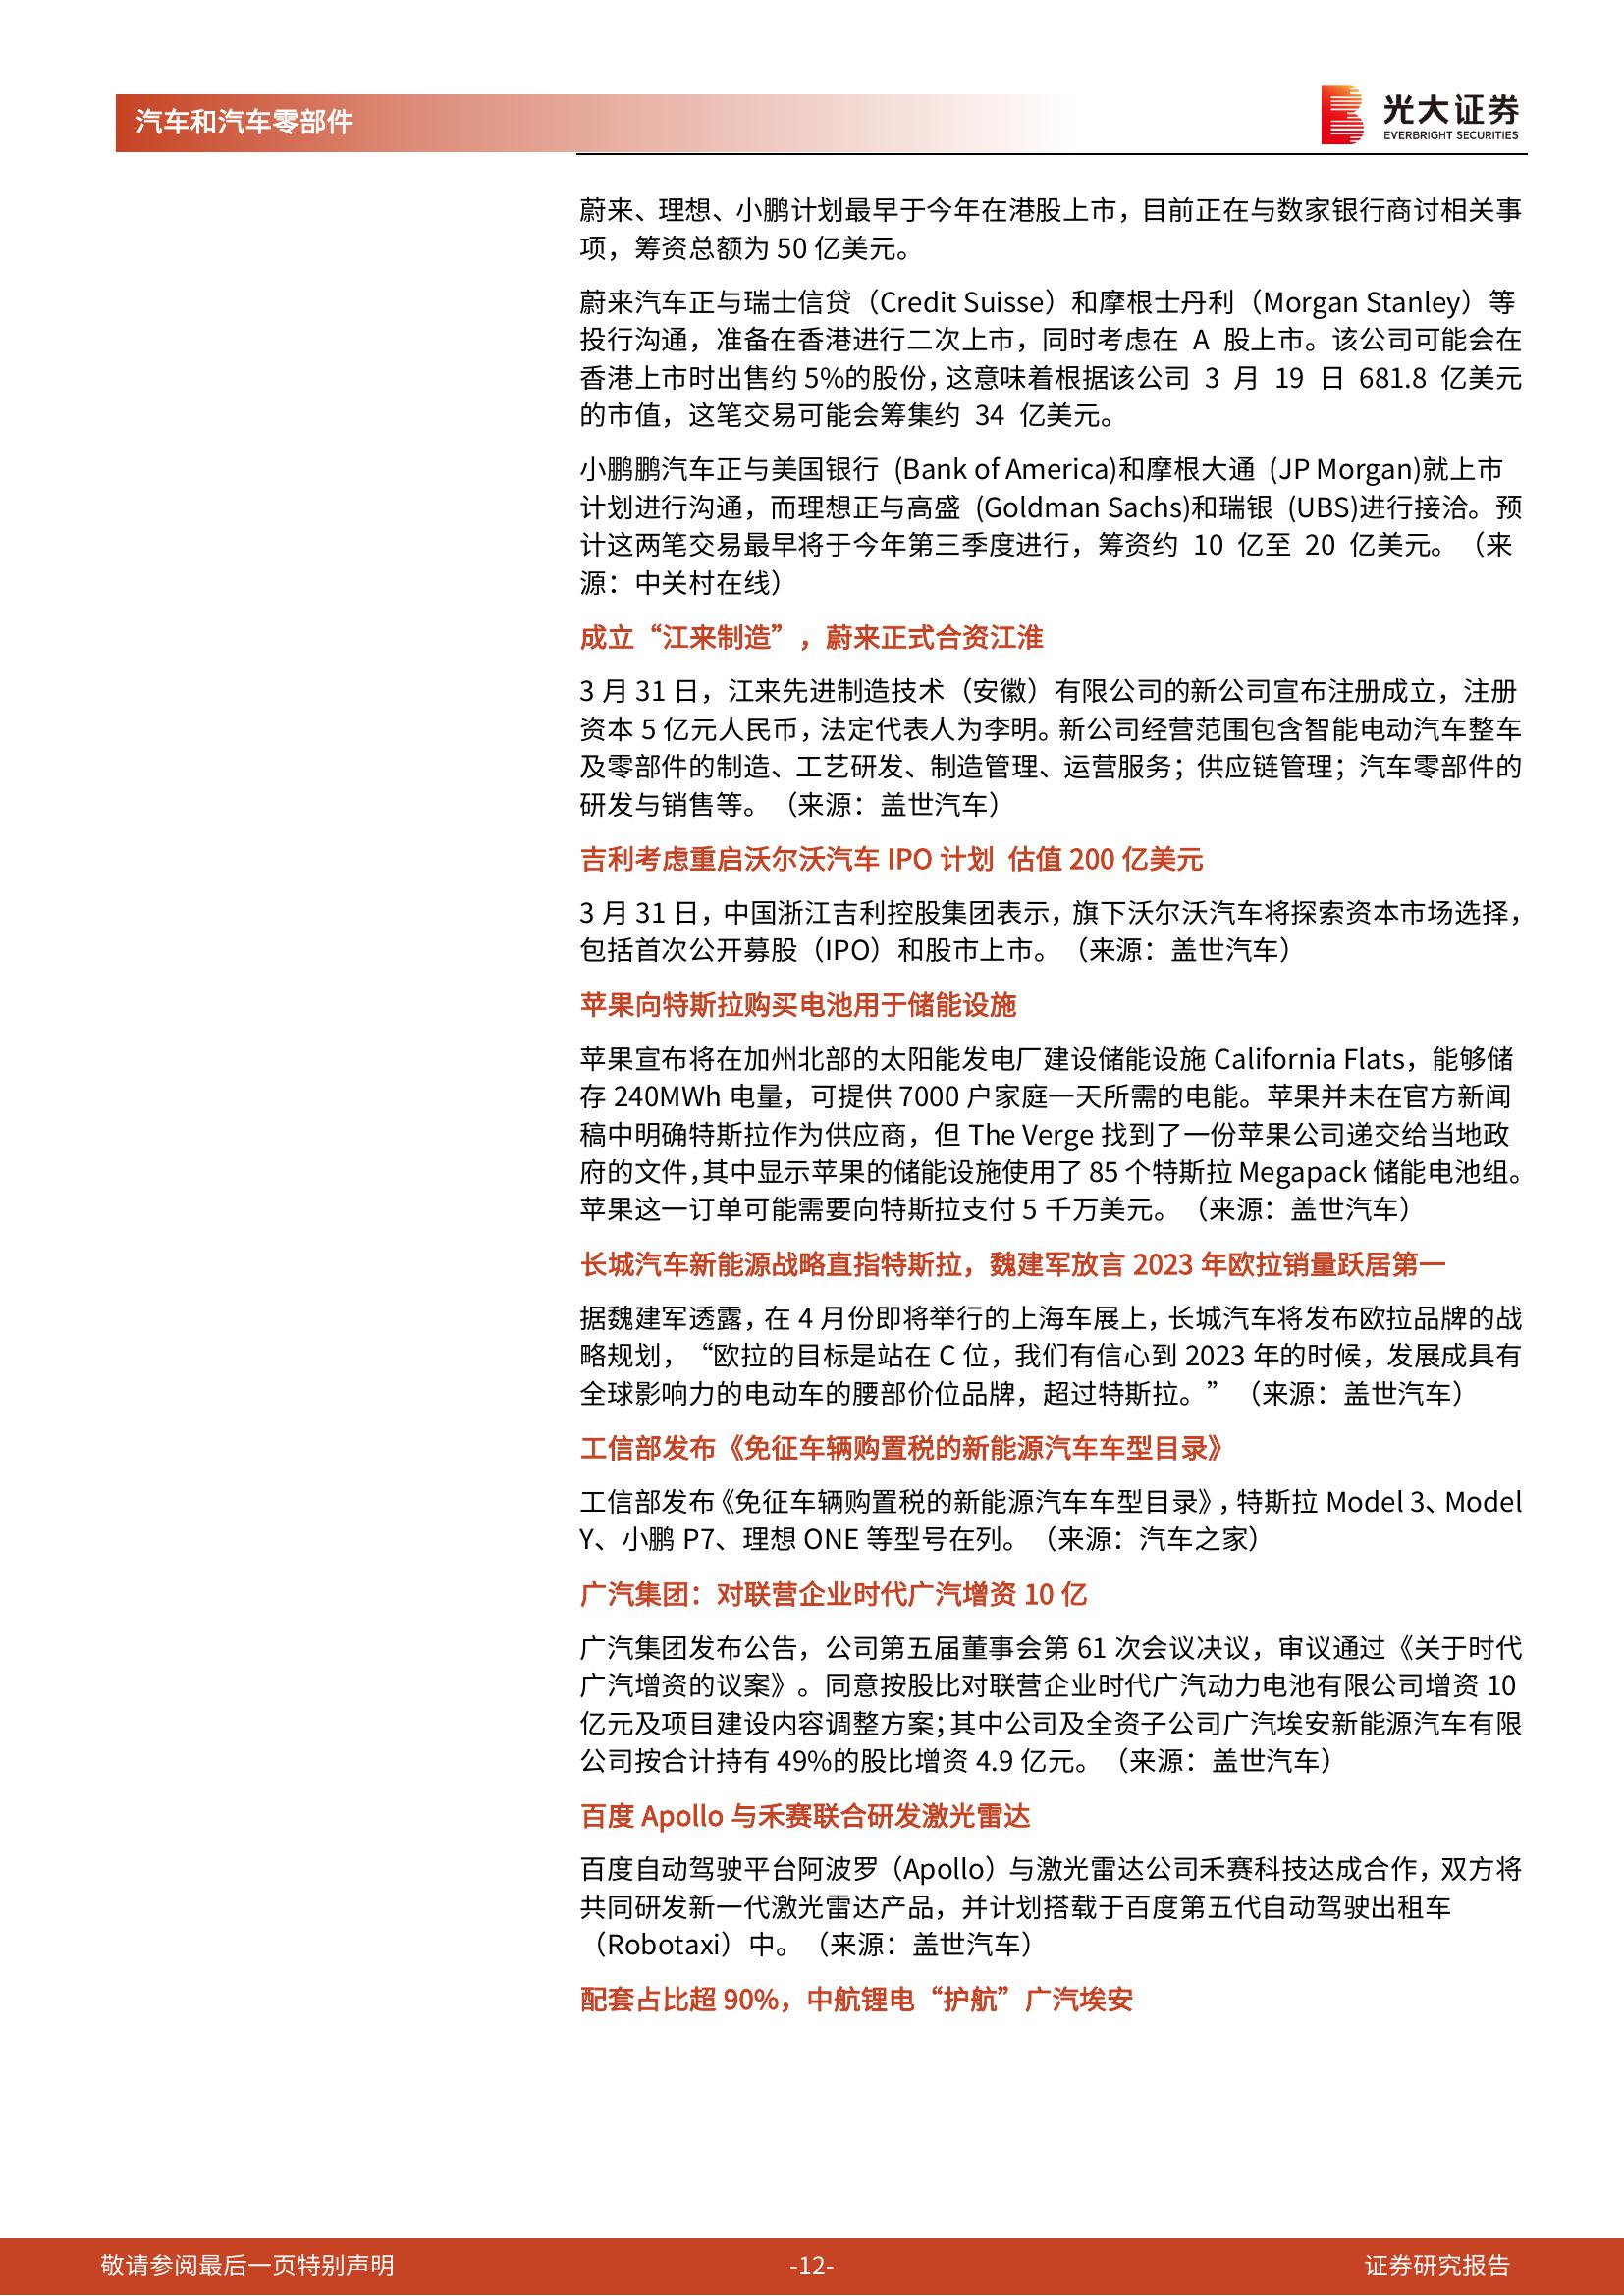 汽车和汽车零部件
光大证券
EVERBRIGHT SECURITIES
蔚来、理想、小鹏计划最早于今年在港股上市，目前正在与数家银行商讨相关事
项，筹资总额为 50 亿美元。
蔚来汽车正与瑞士信贷（Credit Suisse）和摩根士丹利（Morgan Stanley）等
投行沟通，准备在香港进行二次上市，同时考虑在 A 股上市。该公司可能会在
香港上市时出售约 5%的股份，这意味着根据该公司 3 月 19 日 681.8 亿美元
的市值，这笔交易可能会筹集约 34 亿美元。
小鹏鹏汽车正与美国银行 (Bank of America)和摩根大通 (JP Morgan)就上市
计划进行沟通，而理想正与高盛 (Goldman Sachs)和瑞银 (UBS)进行接洽。预
计这两笔交易最早将于今年第三季度进行，筹资约 10 亿至 20 亿美元。（来
源：中关村在线）
成立“江来制造”，蔚来正式合资江淮
3 月 31 日，江来先进制造技术（安徽）有限公司的新公司宣布注册成立，注册
资本 5 亿元人民币，法定代表人为李明。新公司经营范围包含智能电动汽车整车
及零部件的制造、工艺研发、制造管理、运营服务；供应链管理；汽车零部件的
研发与销售等。（来源：盖世汽车）
吉利考虑重启沃尔沃汽车 IPO 计划 估值 200 亿美元
3 月 31 日，中国浙江吉利控股集团表示，旗下沃尔沃汽车将探索资本市场选择，
包括首次公开募股（IPO）和股市上市。（来源：盖世汽车）
苹果向特斯拉购买电池用于储能设施
苹果宣布将在加州北部的太阳能发电厂建设储能设施 California Flats，能够储
存 240MWh 电量，可提供 7000 户家庭一天所需的电能。苹果并未在官方新闻
稿中明确特斯拉作为供应商，但 The Verge 找到了一份苹果公司递交给当地政
府的文件，其中显示苹果的储能设施使用了 85 个特斯拉 Megapack 储能电池组。
苹果这一订单可能需要向特斯拉支付 5 千万美元。（来源：盖世汽车）
长城汽车新能源战略直指特斯拉，魏建军放言 2023 年欧拉销量跃居第一
据魏建军透露，在 4 月份即将举行的上海车展上，长城汽车将发布欧拉品牌的战
略规划，“欧拉的目标是站在 C 位，我们有信心到 2023 年的时候，发展成具有
全球影响力的电动车的腰部价位品牌，超过特斯拉。”（来源：盖世汽车）
工信部发布《免征车辆购置税的新能源汽车车型目录》
工信部发布《免征车辆购置税的新能源汽车车型目录》，特斯拉 Model 3、Model
Y、小鹏 P7、理想 ONE 等型号在列。（来源：汽车之家）
广汽集团：对联营企业时代广汽增资 10 亿
广汽集团发布公告，公司第五届董事会第 61 次会议决议，审议通过《关于时代
广汽增资的议案》。同意按股比对联营企业时代广汽动力电池有限公司增资 10
亿元及项目建设内容调整方案；其中公司及全资子公司广汽埃安新能源汽车有限
公司按合计持有 49%的股比增资 4.9 亿元。（来源：盖世汽车）
百度 Apollo 与禾赛联合研发激光雷达
百度自动驾驶平台阿波罗（Apollo）与激光雷达公司禾赛科技达成合作，双方将
共同研发新一代激光雷达产品，并计划搭载于百度第五代自动驾驶出租车
（Robotaxi）中。（来源：盖世汽车）
配套占比超 90%，中航锂电“护航”广汽埃安
敬请参阅最后一页特别声明
-12-
证券研究报告